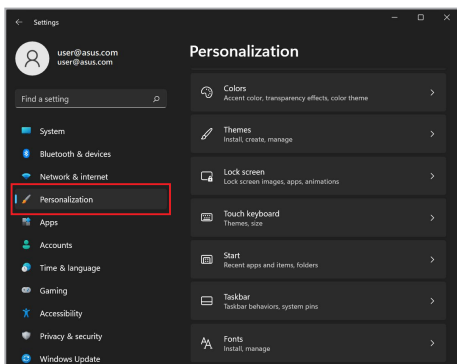 Settings
user@asus.com
user@asus.com
Find a setting
System
Bluetooth & devices
Network & internet
Personalization
Apps
Accounts
Time & language
Gaming
Accessibility
Privacy & security
Windows Update
Personalization
Colors
Accent color, transparency effects, color theme
Themes
Install, create, manage
Lock screen
Lock screen images, apps, animations
Touch keyboard
Themes, size
Start
Recent apps and items, folders
Taskbar
Taskbar behaviors, system pins
Fonts
Install, manage